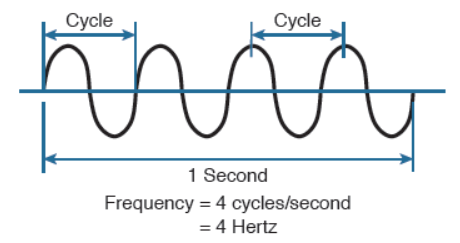 Cycle
Cycle
1 Second
Frequency = 4 cycles/second
= 4 Hertz